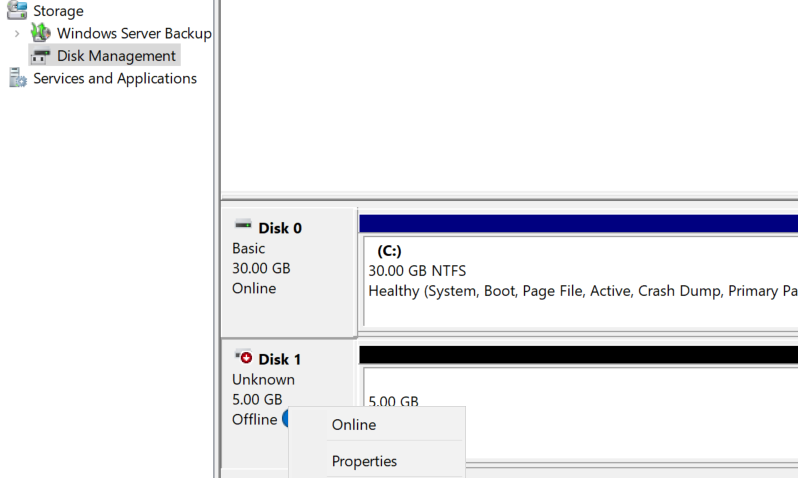 Storage
Windows Server Backup
Disk Management
Services and Applications
Disk 0
Basic
30.00 GB
Online
(C:)
30.00 GB NTFS
Healthy (System, Boot, Page File, Active, Crash Dump, Primary Pa
Disk 1
Unknown
5.00 GB
Offline
5.00 GB
Online
Properties